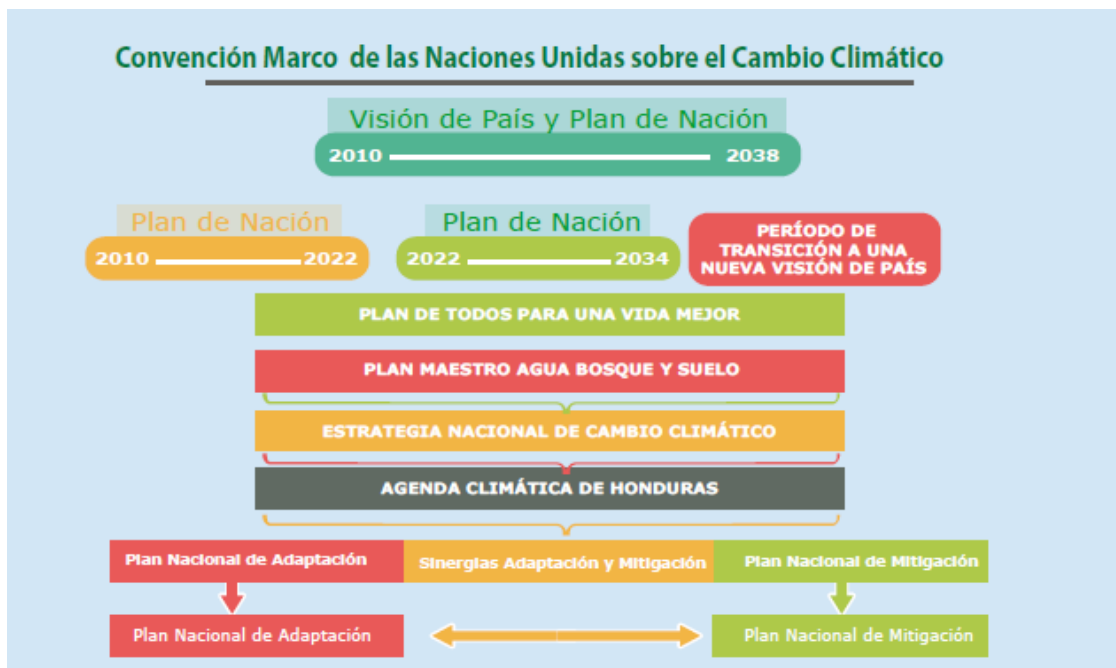 Convención Marco de las Naciones Unidas sobre el Cambio Climático
Visión de País y Plan de Nación
2010 2038
Plan de Nación
2010 2022
Plan de Nación
2022 2034
PERÍODO DE
TRANSICIÓN A UNA
NUEVA VISIÓN DE PAÍS
PLAN DE TODOS PARA UNA VIDA MEJOR
PLAN MAESTRO AGUA BOSQUE Y SUELO
ESTRATEGIA NACIONAL DE CAMBIO CLIMÁTICO
AGENDA CLIMÁTICA DE HONDURAS
Plan Nacional de Adaptación
Sinergias Adaptación y Mitigación
Plan Nacional de Mitigación
Plan Nacional de Adaptación
Plan Nacional de Mitigación